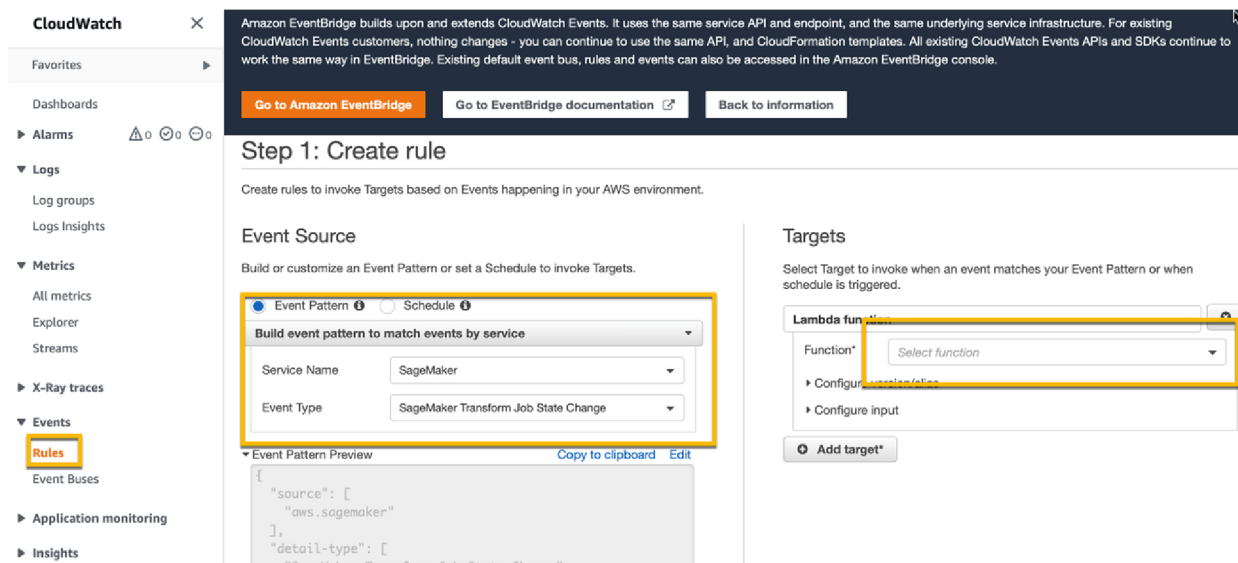 CloudWatch
Favorites
Dashboards
Alarms 0 0 0
Logs
Log groups
Logs Insights
Metrics
All metrics
Explorer
Streams
X-Ray traces
Events
Rules
Event Buses
Application monitoring
Insights
Amazon EventBridge builds upon and extends CloudWatch Events. It uses the same service API and endpoint, and the same underlying service infrastructure. For existing
CloudWatch Events customers, nothing changes - you can continue to use the same API, and CloudFormation templates. All existing CloudWatch Events APIs and SDKs continue to
work the same way in EventBridge. Existing default event bus, rules and events can also be accessed in the Amazon EventBridge console.
Go to Amazon EventBridge Go to EventBridge documentation Back to information
Step 1: Create rule
Create rules to invoke Targets based on Events happening in your AWS environment.
Event Source
Build or customize an Event Pattern or set a Schedule to invoke Targets.
Event Pattern Schedule
Build event pattern to match events by service
Service Name SageMaker
Event Type SageMaker Transform Job State Change
Event Pattern Preview Copy to clipboard Edit
{
"source": [
"aws.sagemaker"
],
"detail-type": [
Targets
Select Target to invoke when an event matches your Event Pattern or when
schedule is triggered.
Lambda function
Function* Select function
Configure version/alias
Configure input
Add target*